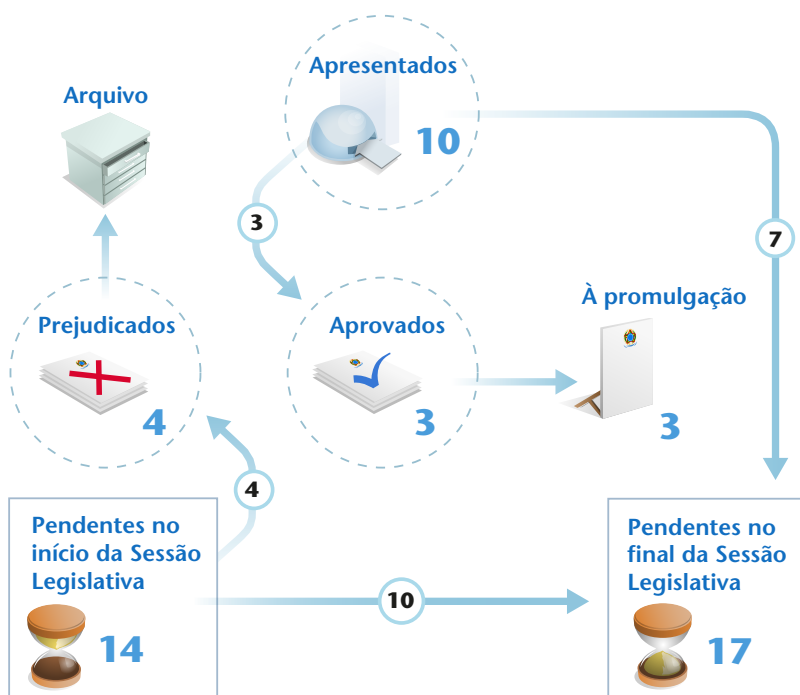 Apresentados
10
Arquivo
3
7
À promulgação
3
Prejudicados
4
Aprovados
3
4
Pendentes no
início da Sessão
Legislativa
14
10
Pendentes no
final da Sessão
Legislativa
17